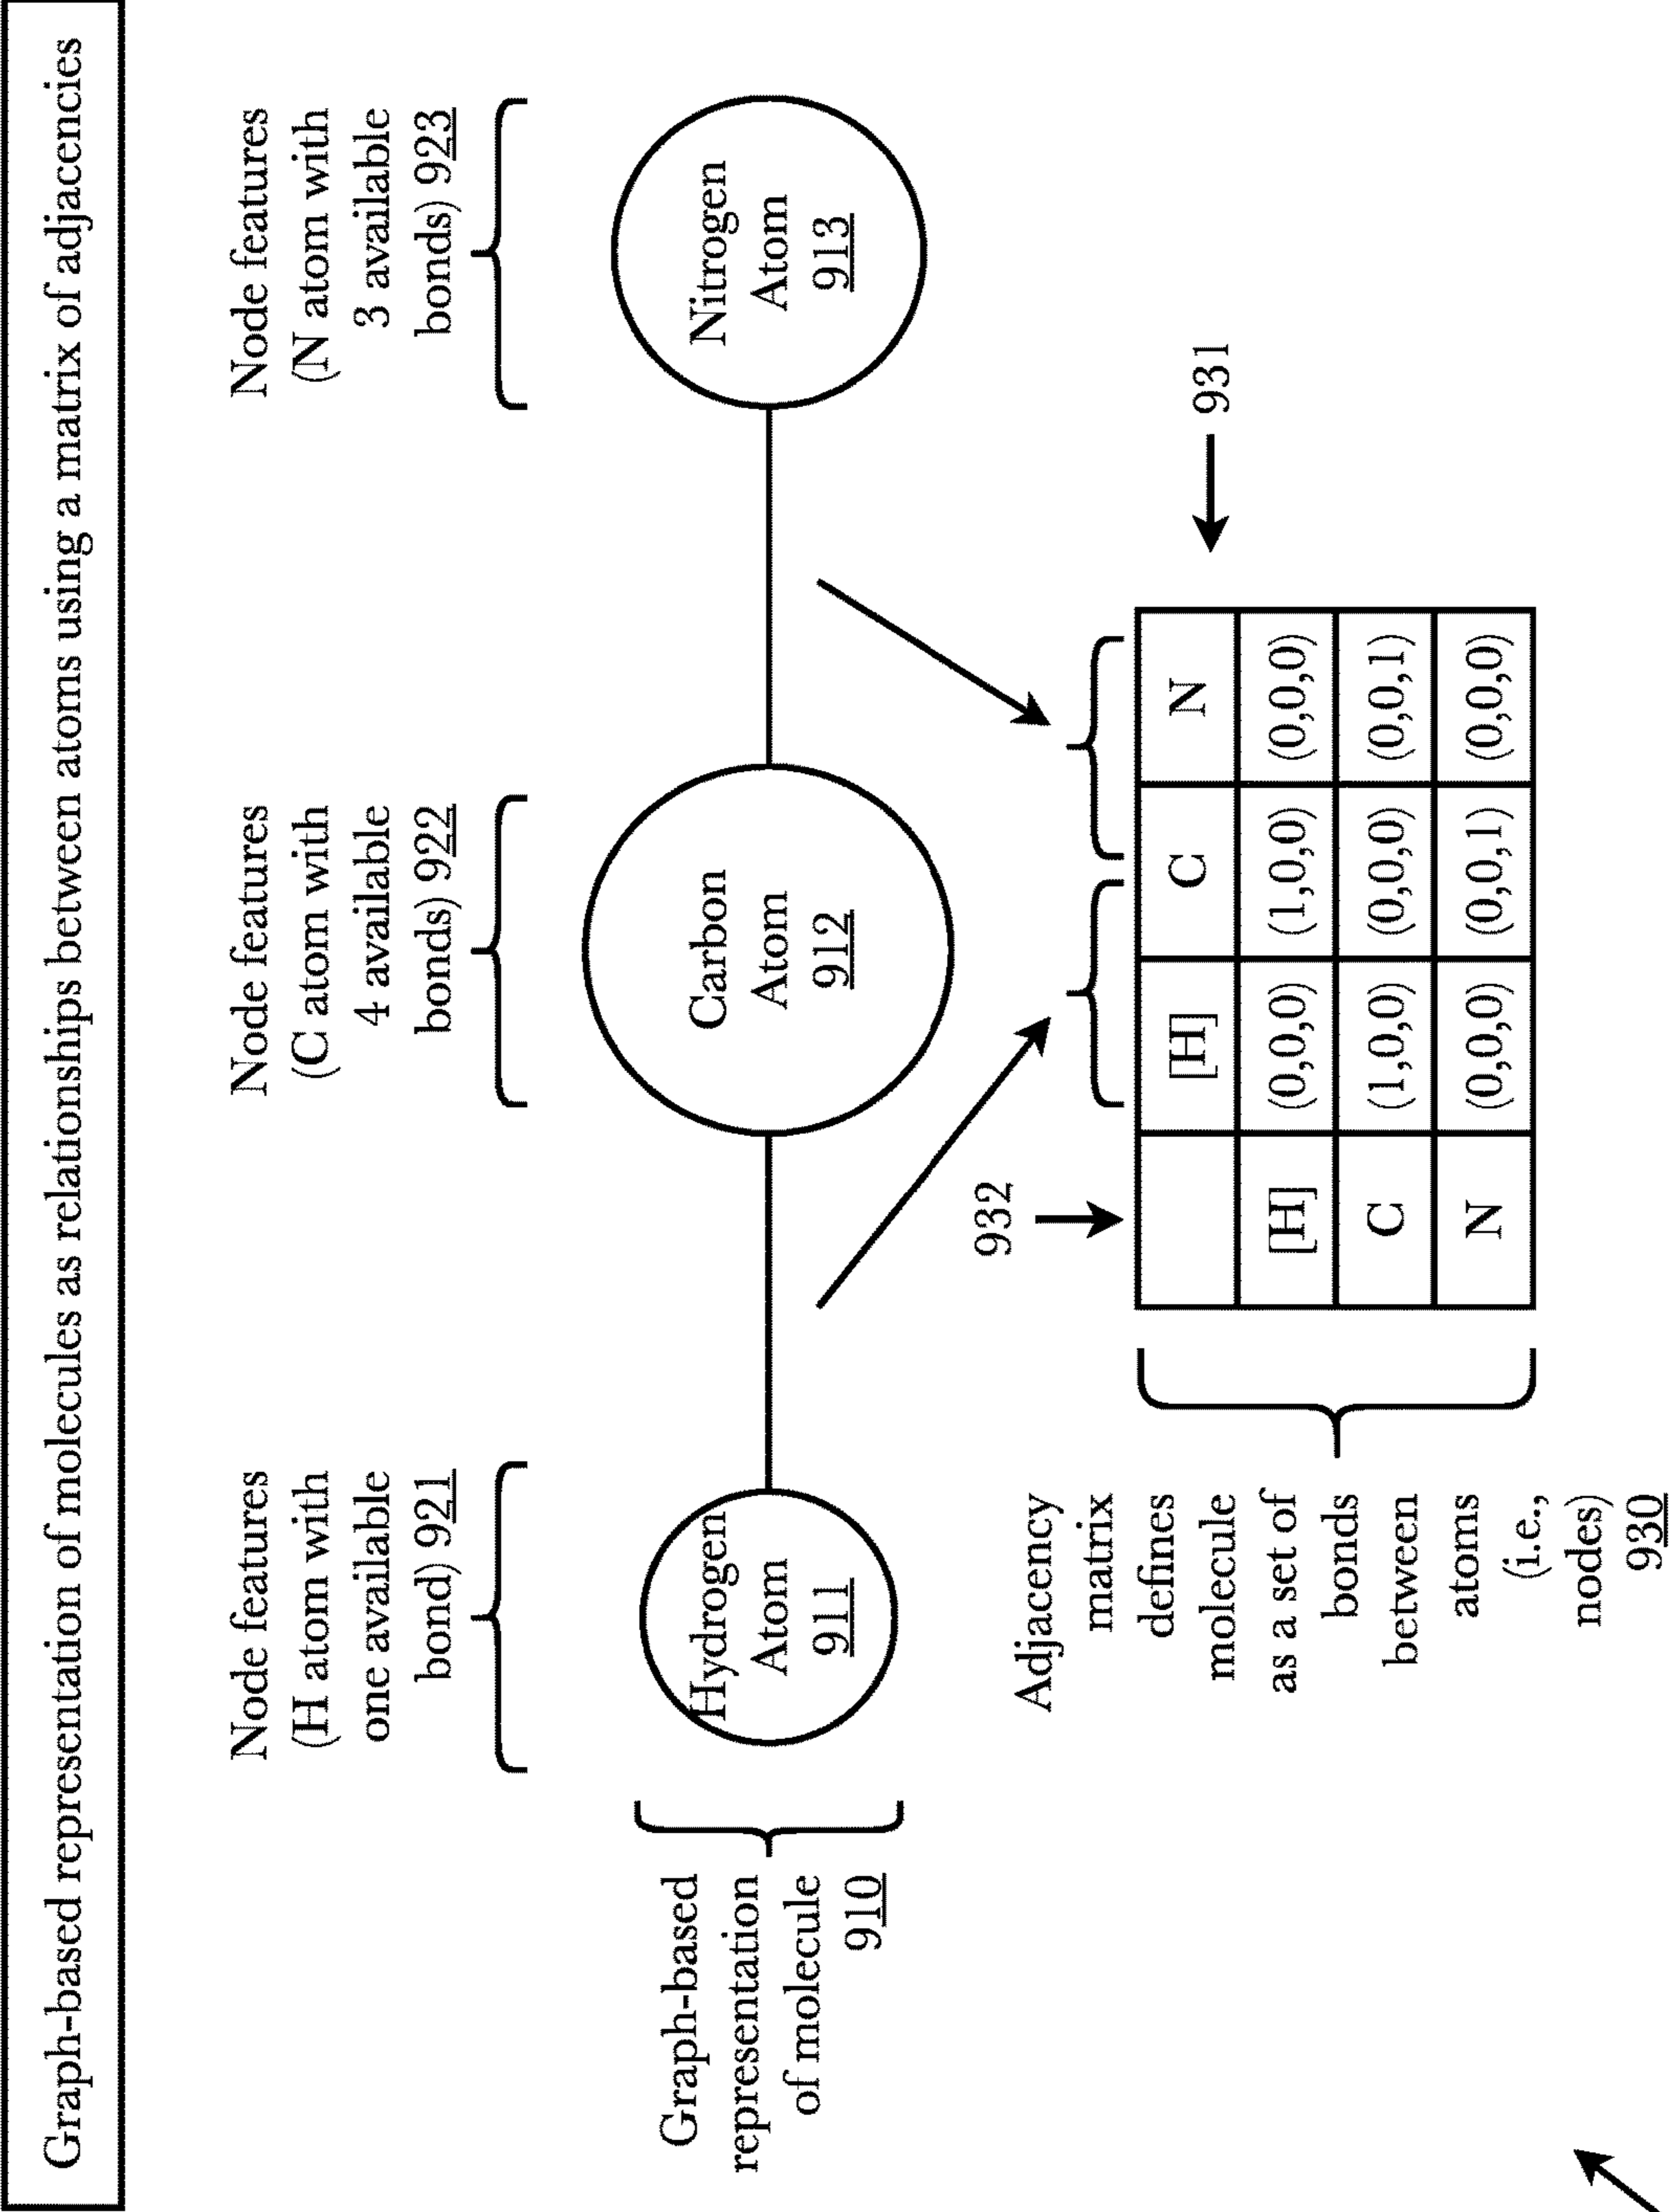 Graph-based representation of molecules as relationships between atoms using a matrix of adjacencies
Node features
(H atom with
one available
bond) 921
Node features
(C atom with
4 available
bonds) 922
Node features
(N atom with
3 available
bonds) 923
Graph-based
representation
of molecule
910
Hydrogen
Atom
911
Carbon
Atom
912
Nitrogen
Atom
913
Adjacency
matrix
defines
molecule
as a set of
bonds
between
atoms
(i.e.,
nodes)
930
932
931
[H] C N
[H] (0,0,0) (1,0,0) (0,0,0)
C (1,0,0) (0,0,0) (0,0,1)
N (0,0,0) (0,0,1) (0,0,0)